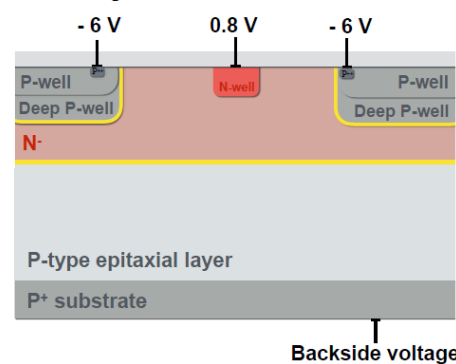 - 6 V 0.8 V - 6 V
P++ P++
P-well N-well P-well
Deep P-well Deep P-well
N-
P-type epitaxial layer
P+ substrate
Backside voltage